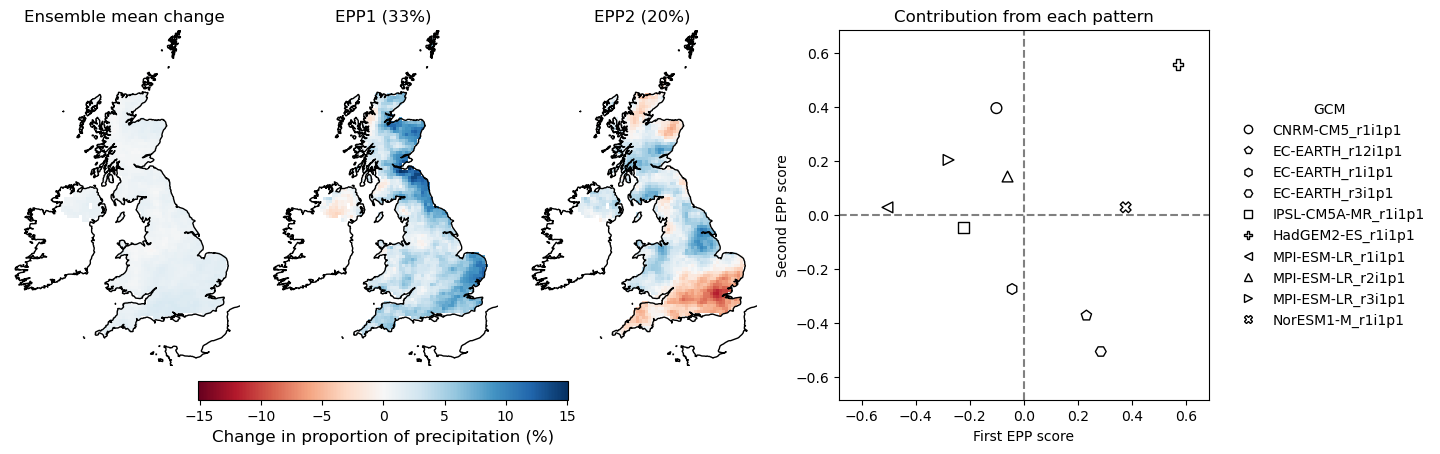 Ensemble mean change
EPP1 (33%)
EPP2 (20%)
Contribution from each pattern
−15
−10
−5
0
5
10
15
Change in proportion of precipitation (%)
0.6
0.4
0.2
0.0
−0.2
−0.4
−0.6
Second EPP score
−0.6
−0.4
−0.2
0.0
0.2
0.4
0.6
First EPP score
GCM
CNRM-CM5_r1i1p1
EC-EARTH_r12i1p1
EC-EARTH_r1i1p1
EC-EARTH_r3i1p1
IPSL-CM5A-MR_r1i1p1
HadGEM2-ES_r1i1p1
MPI-ESM-LR_r1i1p1
MPI-ESM-LR_r2i1p1
MPI-ESM-LR_r3i1p1
NorESM1-M_r1i1p1